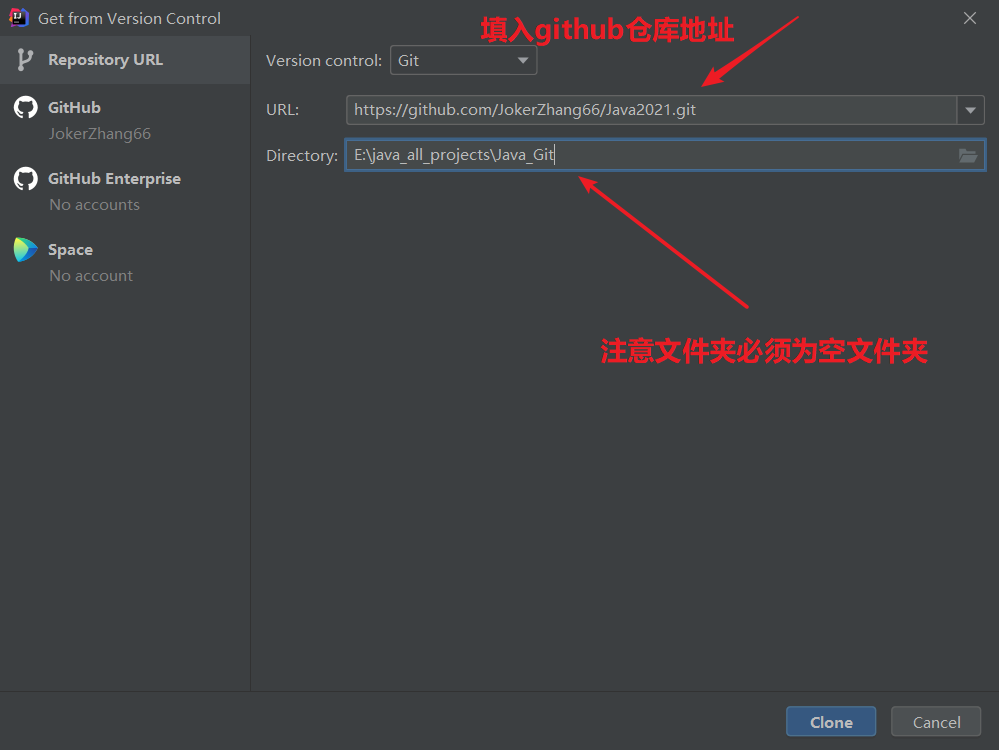 Get from Version Control
填入github仓库地址
Repository URL
Version control: Git
GitHub
JokerZhang66
URL: https://github.com/JokerZhang66/Java2021.git
Directory: E:\java_all_projects\Java_Git
GitHub Enterprise
No accounts
Space
No account
注意文件夹必须为空文件夹
Clone Cancel